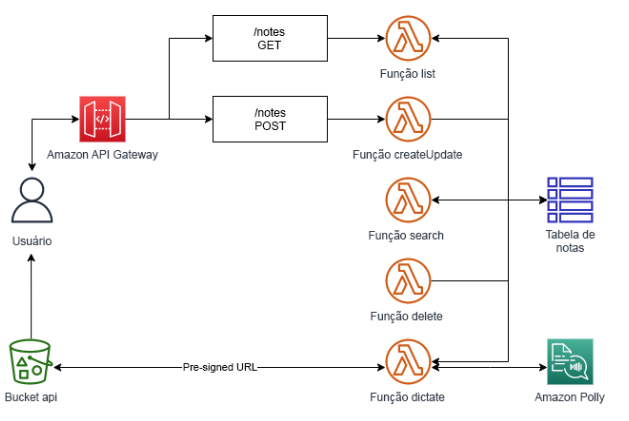 /notes
GET
Função list
/notes
POST
Amazon API Gateway
Função createUpdate
Usuário
Função search
Tabela de
notas
Função delete
Pre-signed URL
Bucket api
Função dictate
Amazon Polly